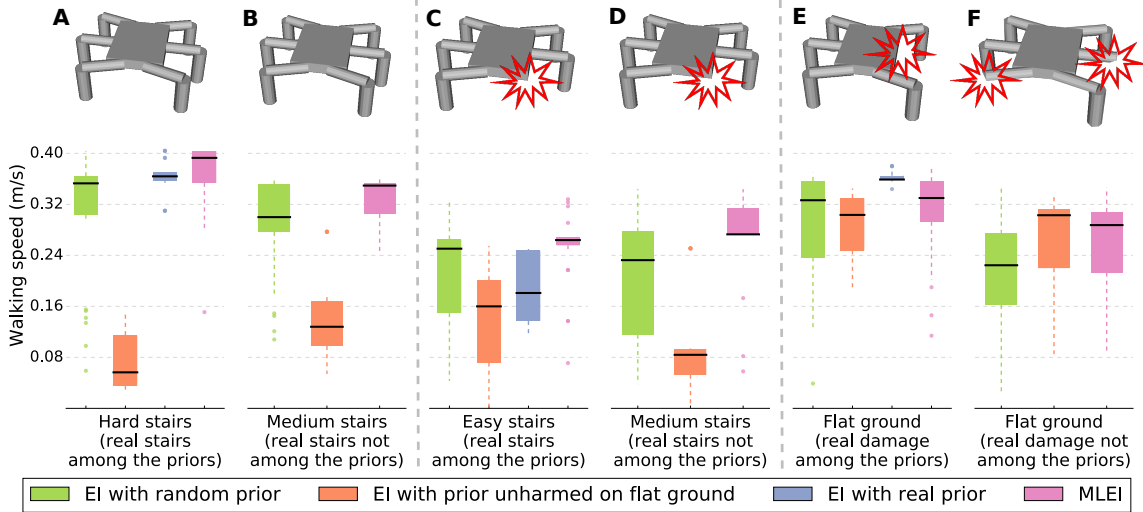 A
B
C
D
E
F
Walking speed (m/s)
0.40
0.32
0.24
0.16
0.08
Hard stairs
(real stairs
among the priors)
Medium stairs
(real stairs not
among the priors)
Easy stairs
(real stairs
among the priors)
Medium stairs
(real stairs not
among the priors)
Flat ground
(real damage
among the priors)
Flat ground
(real damage not
among the priors)
EI with random prior
EI with prior unharmed on flat ground
EI with real prior
MLEI